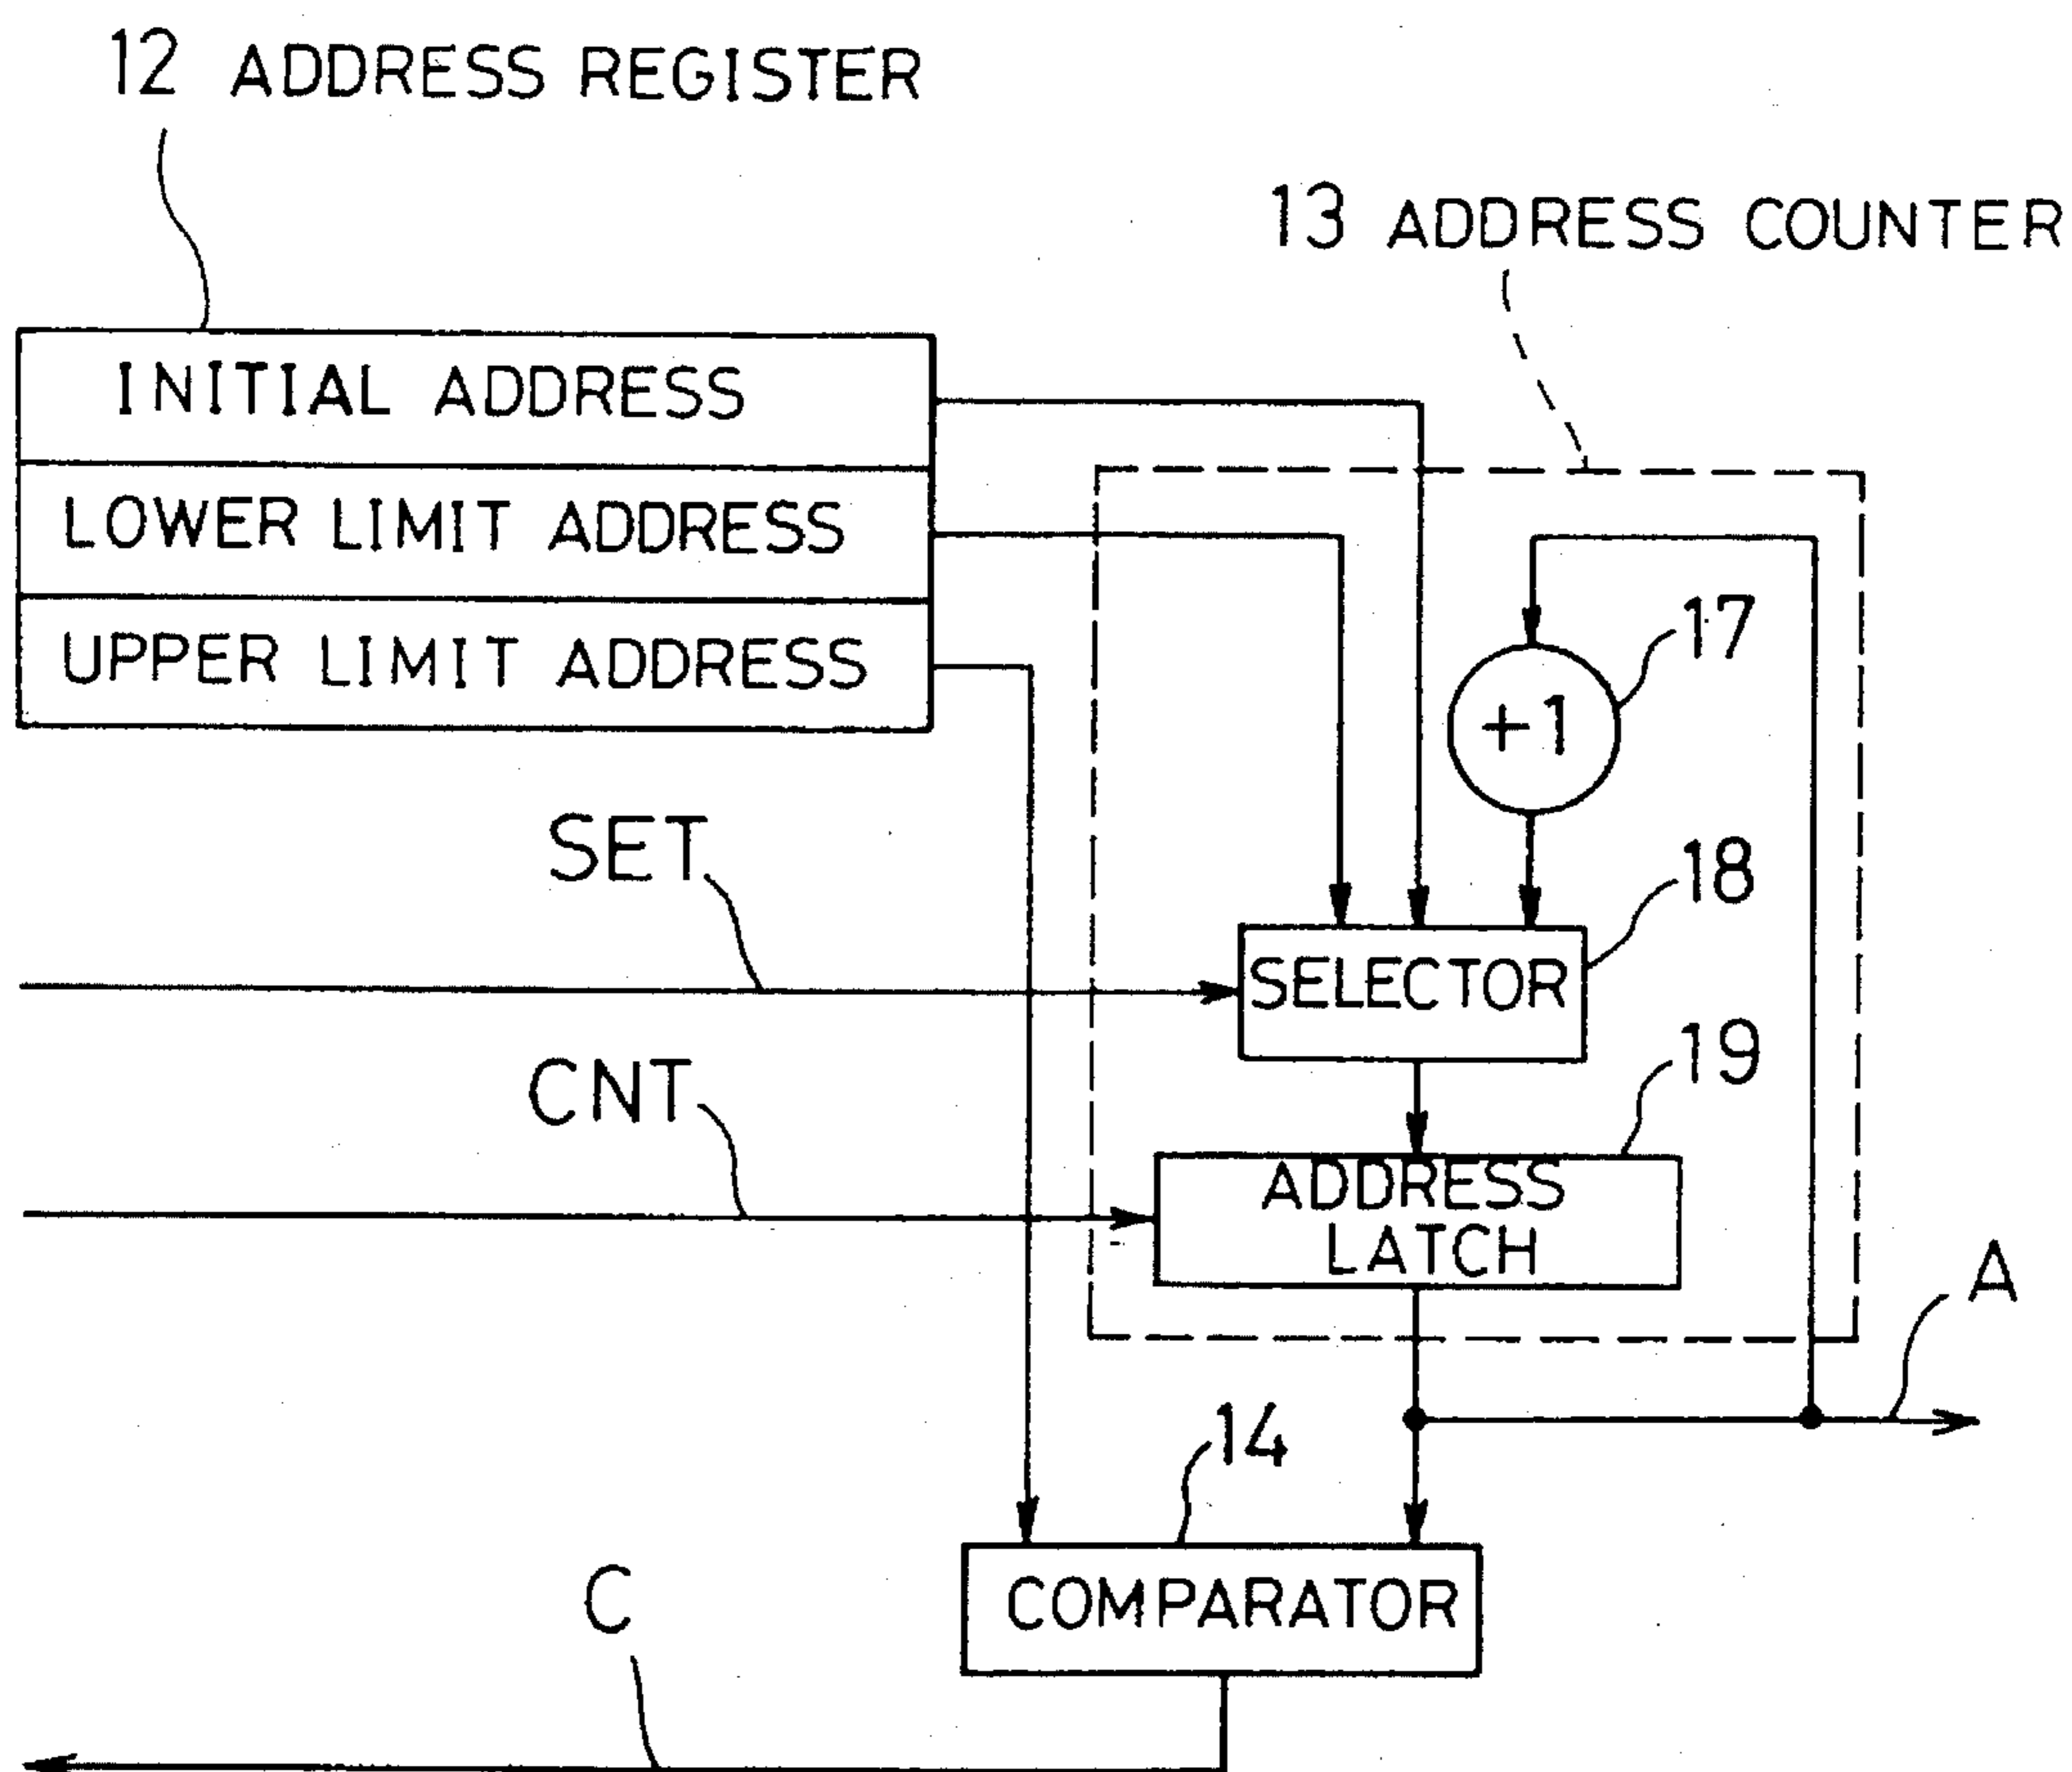 12 ADDRESS REGISTER
13 ADDRESS COUNTER
INITIAL ADDRESS
LOWER LIMIT ADDRESS
UPPER LIMIT ADDRESS
17
+1
SET
18
SELECTOR
CNT
19
ADDRESS
LATCH
A
14
COMPARATOR
C